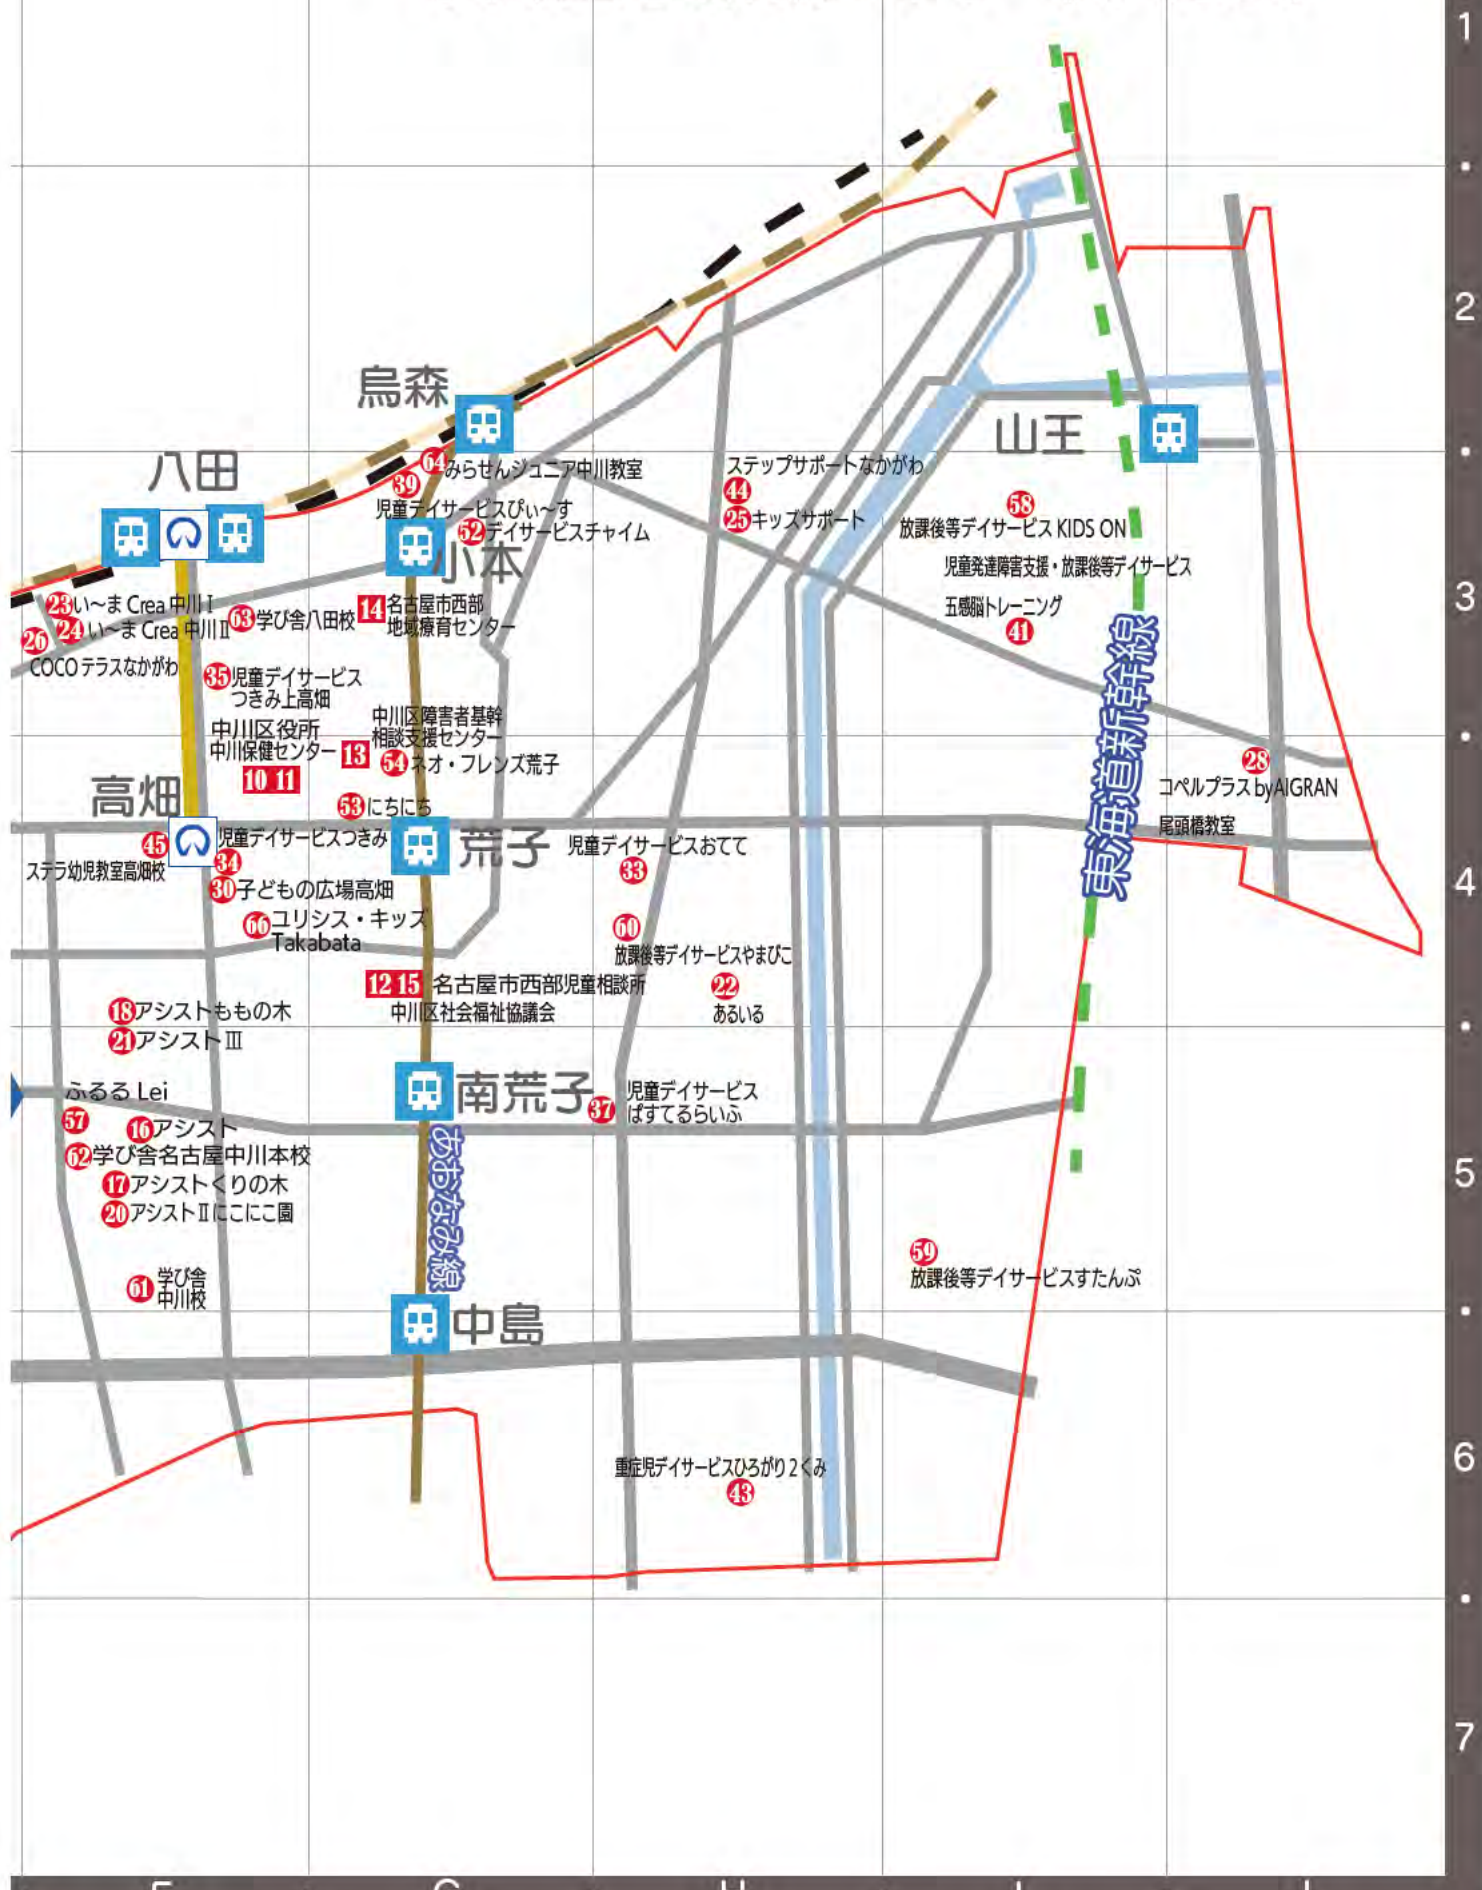 1
2
烏森
山王
八田
64 みらせんジュニア中川教室
39
児童デイサービスぴぃ~す
52 デイサービスチャイム
小本
ステップサポートなかがわ
44
25 キッズサポート
58
放課後等デイサービス KIDS ON
児童発達障害支援・放課後等デイサービス
五感脳トレーニング
41
3
23 い~ま Crea 中川Ⅰ
24 い~ま Crea 中川Ⅱ
26
COCO テラスなかがわ
63 学び舎八田校
14 名古屋市西部
地域療育センター
35 児童デイサービス
つきみ上高畑
中川区役所
中川保健センター
10 11
中川区障害者基幹
相談支援センター
13
54 ネオ・フレンズ荒子
53 にちにち
東海道新幹線
28
コペルプラス by AIGRAN
尾頭橋教室
高畑
45
ステラ幼児教室高畑校
児童デイサービスつきみ
34
30 子どもの広場高畑
66 ユリシス・キッズ
Takabata
荒子
児童デイサービスおてて
33
60
放課後等デイサービスやまびこ
22
あるいる
4
12 15 名古屋市西部児童相談所
中川区社会福祉協議会
18 アシストももの木
21 アシストⅢ
ふるる Lei
57
16 アシスト
62 学び舎名古屋中川本校
17 アシストくりの木
20 アシストⅡにこにこ園
61 学び舎
中川校
南荒子
37 児童デイサービス
ぱすてるらいふ
あおなみ線
5
59
放課後等デイサービスすたんぷ
中島
重症児デイサービスひろがり2くみ
43
6
7